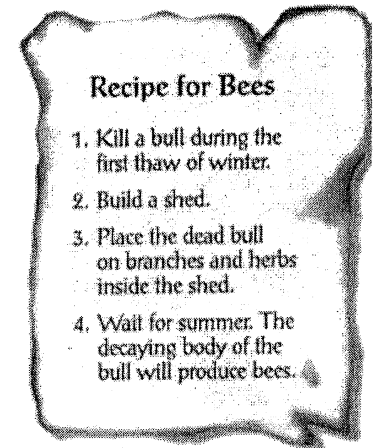 Recipe for Bees
1. Kill a bull during the
first thaw of winter.
2. Build a shed.
3. Place the dead bull
on branches and herbs
inside the shed.
4. Wait for summer. The
decaying body of the
bull will produce bees.